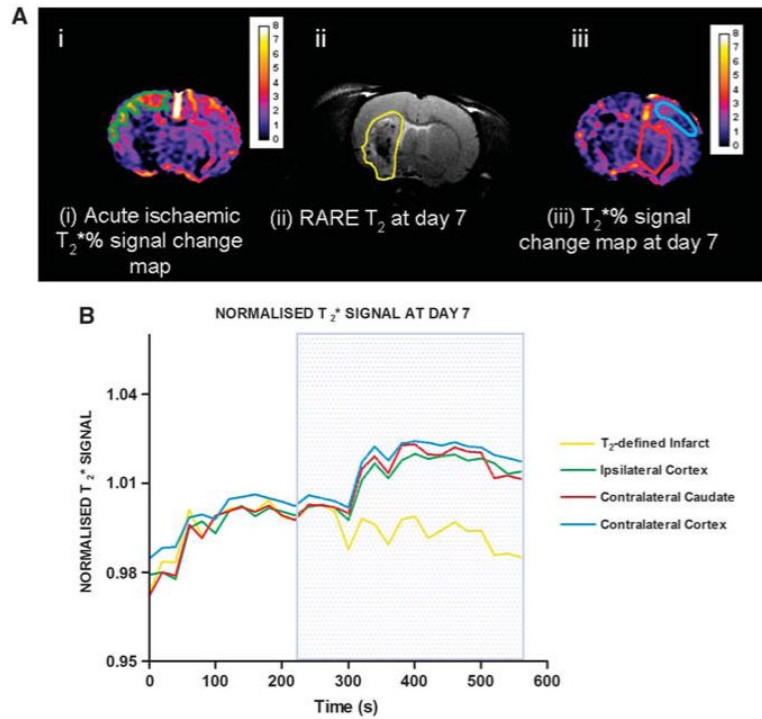 A
i
8
7
6
5
4
3
2
1
0
ii
iii
8
7
6
5
4
3
2
1
0
(i) Acute ischaemic
T₂*% signal change
map
(ii) RARE T₂ at day 7
(iii) T₂*% signal
change map at day 7
B
NORMALISED T ₂* SIGNAL AT DAY 7
NORMALISED T ₂* SIGNAL
1.04
1.01
0.98
0.95
0 100 200 300 400 500 600
Time (s)
T₂-defined Infarct
Ipsilateral Cortex
Contralateral Caudate
Contralateral Cortex